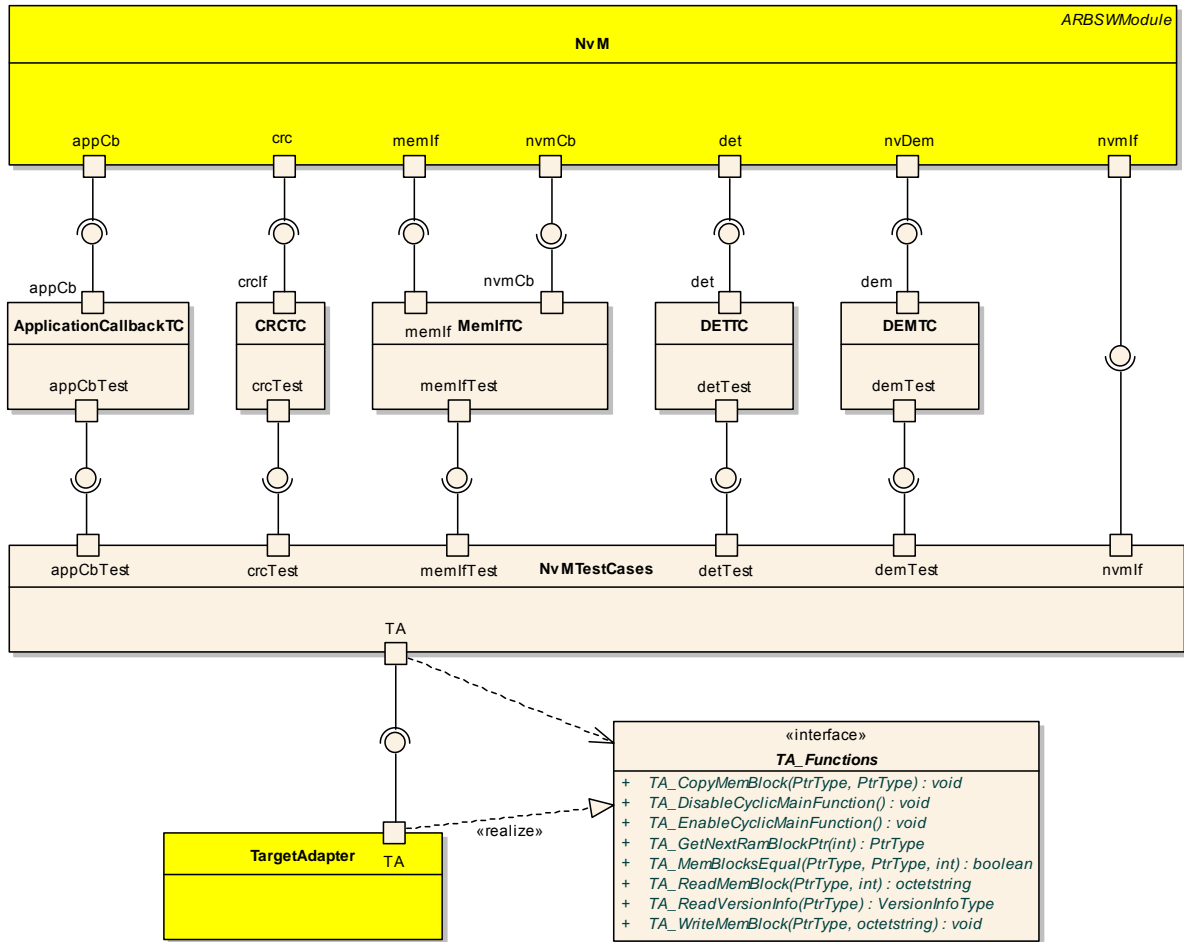 ARBSWModule
NvM
appCb crc memIf nvmCb det nvDem nvmIf
appCb crcIf nvmCb det dem
ApplicationCallbackTC CRCTC MemIfTC DETTC DEMTC
memIf
appCbTest crcTest memIfTest detTest demTest
appCbTest crcTest memIfTest NvMTestCases detTest demTest nvmIf
TA
«interface»
TA_Functions
+ TA_CopyMemBlock(PtrType, PtrType) : void
+ TA_DisableCyclicMainFunction() : void
+ TA_EnableCyclicMainFunction() : void
+ TA_GetNextRamBlockPtr(int) : PtrType
+ TA_MemBlocksEqual(PtrType, PtrType, int) : boolean
+ TA_ReadMemBlock(PtrType, int) : octetstring
+ TA_ReadVersionInfo(PtrType) : VersionInfoType
+ TA_WriteMemBlock(PtrType, octetstring) : void
«realize»
TargetAdapter
TA